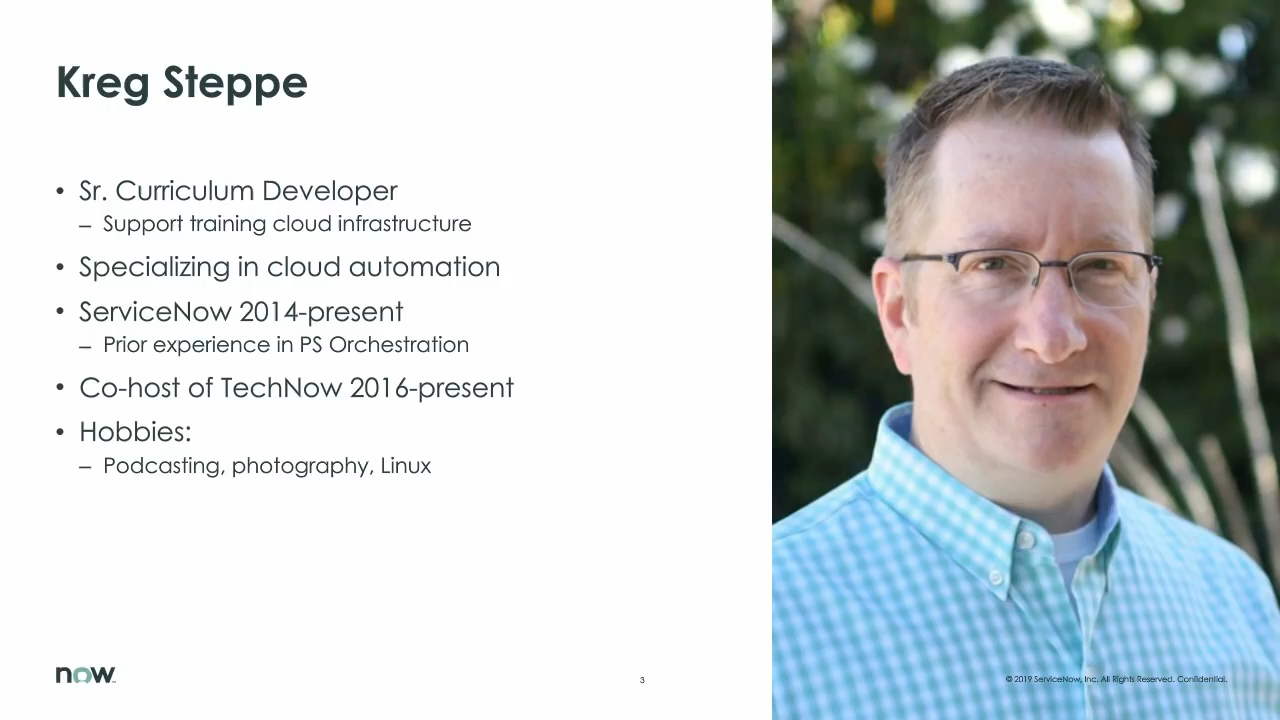 Kreg Steppe
• Sr. Curriculum Developer
– Support training cloud infrastructure
• Specializing in cloud automation
• ServiceNow 2014-present
– Prior experience in PS Orchestration
• Co-host of TechNow 2016-present
• Hobbies:
– Podcasting, photography, Linux
now
3
© 2019 ServiceNow, Inc. All Rights Reserved. Confidential.